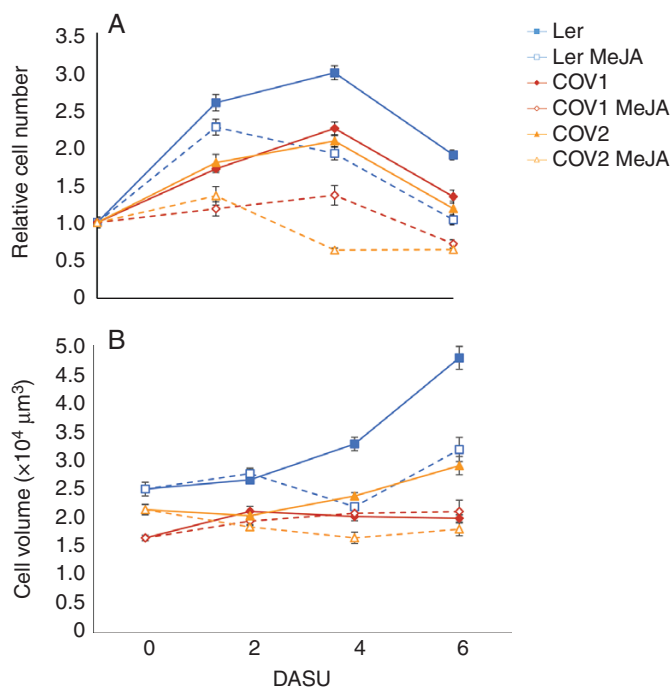 A
Relative cell number
3.5
3.0
2.5
2.0
1.5
1.0
0.5
0
Ler
Ler MeJA
COV1
COV1 MeJA
COV2
COV2 MeJA
B
Cell volume (×10⁴ μm³)
5.0
4.5
4.0
3.5
3.0
2.5
2.0
1.5
1.0
0.5
0
0 2 4 6
DASU